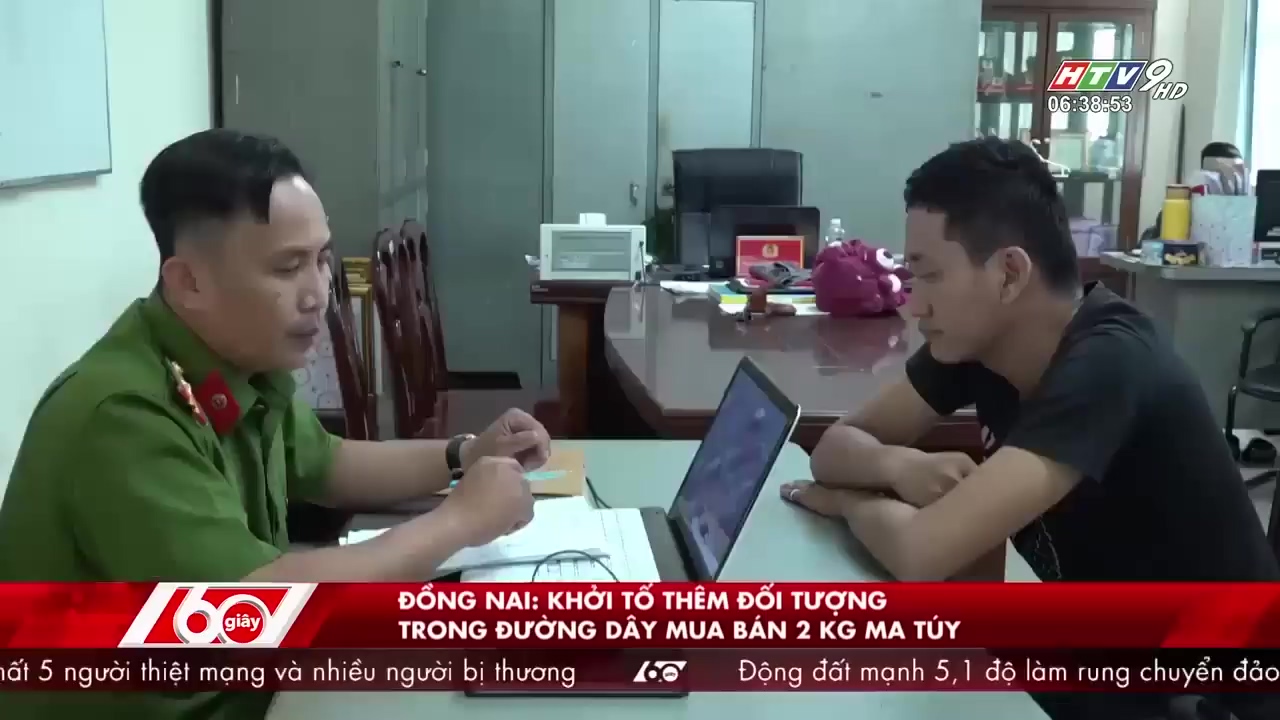 HTV9 HD
06:38:53
60 giây
ĐỒNG NAI: KHỞI TỐ THÊM ĐỐI TƯỢNG
TRONG ĐƯỜNG DÂY MUA BÁN 2 KG MA TÚY
5 người thiệt mạng và nhiều người bị thương
60
Động đất mạnh 5,1 độ làm rung chuyển đảo